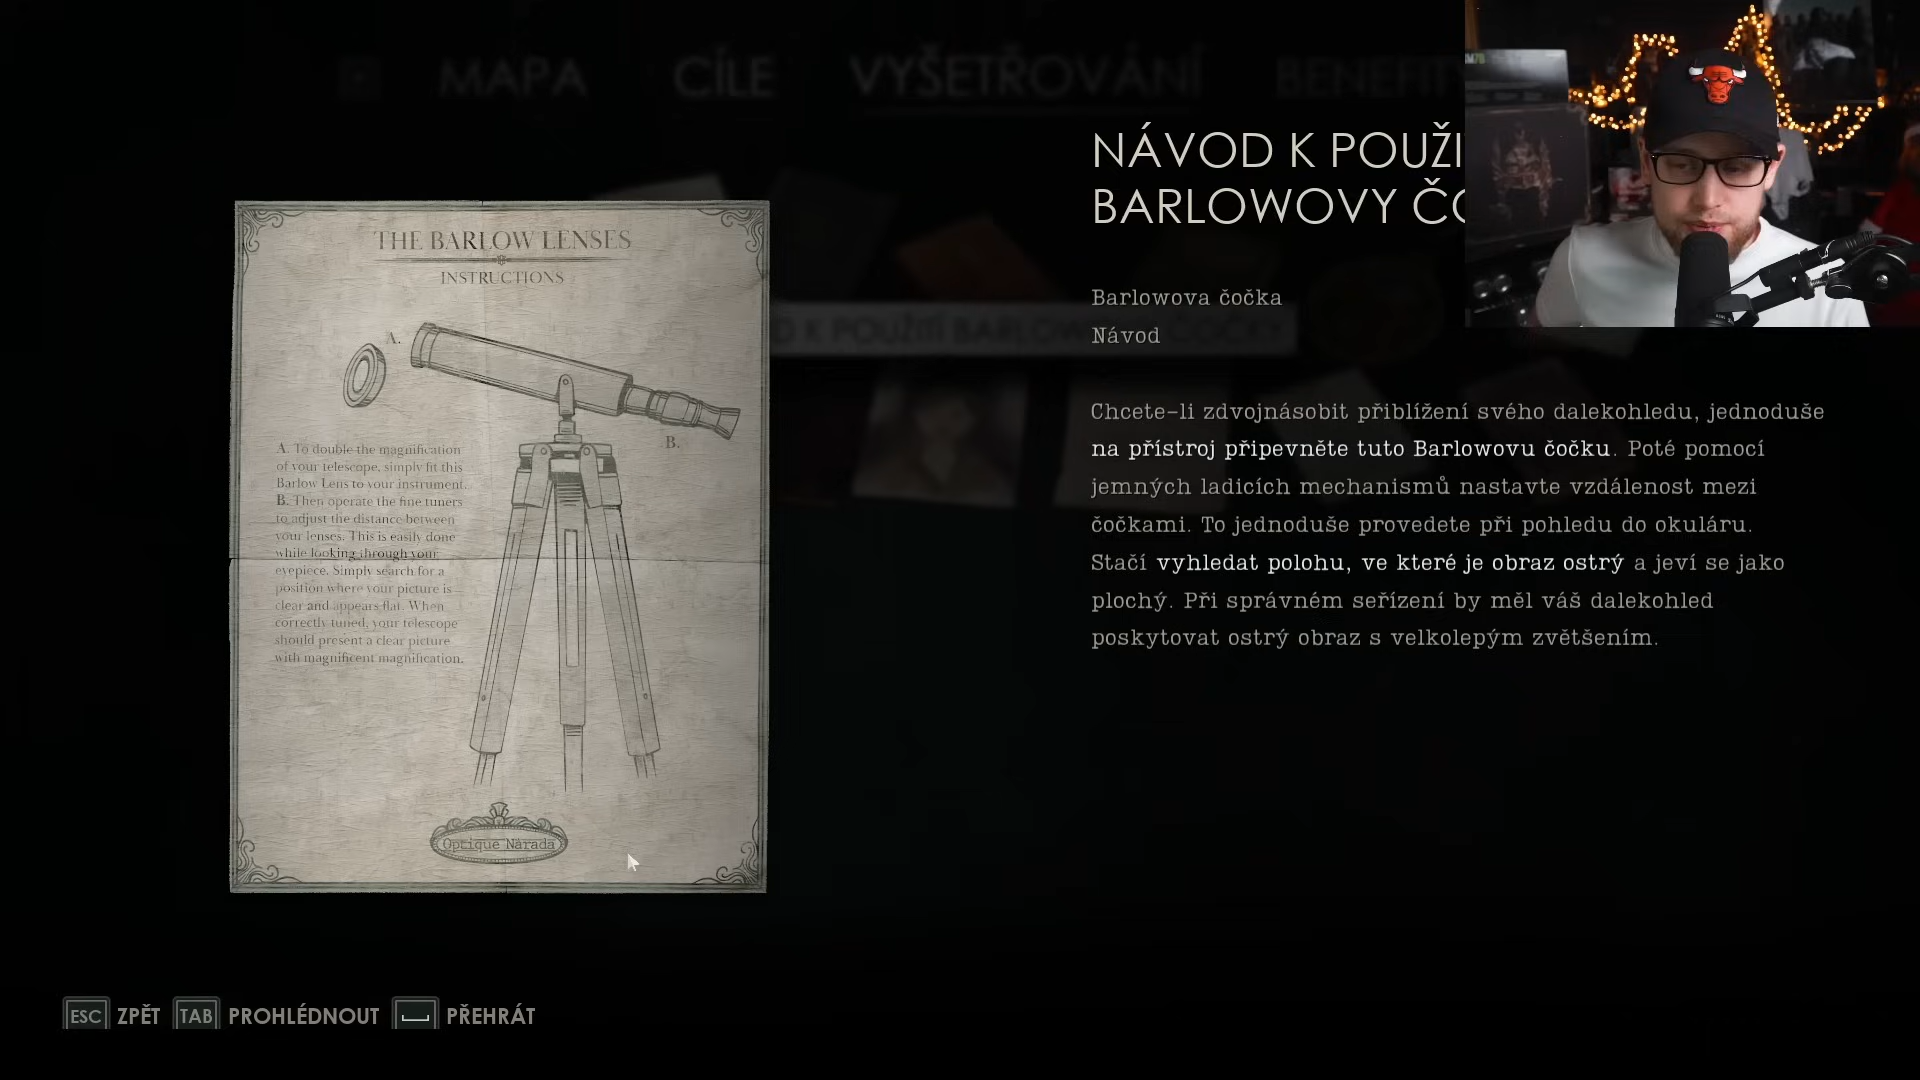 MAPA CÍLE VYŠETŘOVÁNÍ BENEFIT
NÁVOD K POUŽI
BARLOWOVY ČO
Barlowova čočka
Návod
Chcete-li zdvojnásobit přiblížení svého dalekohledu, jednoduše
na přístroj připevněte tuto Barlowovu čočku. Poté pomocí
jemných ladicích mechanismů nastavte vzdálenost mezi
čočkami. To jednoduše provedete při pohledu do okuláru.
Stačí vyhledat polohu, ve které je obraz ostrý a jeví se jako
plochý. Při správném seřízení by měl váš dalekohled
poskytovat ostrý obraz s velkolepým zvětšením.
THE BARLOW LENSES
INSTRUCTIONS
A.
B.
A. To double the magnification
of your telescope, simply fit this
Barlow Lens to your instrument.
B. Then operate the fine tuners
to adjust the distance between
your lenses. This is easily done
while looking through your
eyepiece. Simply search for a
position where your picture is
clear and appears flat. When
correctly tuned, your telescope
should present a clear picture
with magnificent magnification.
Optique Narada
D K POUŽITÍ BARLOWOVY ČOČKY
ESC ZPĚT TAB PROHLÉDNOUT PŘEHRÁT